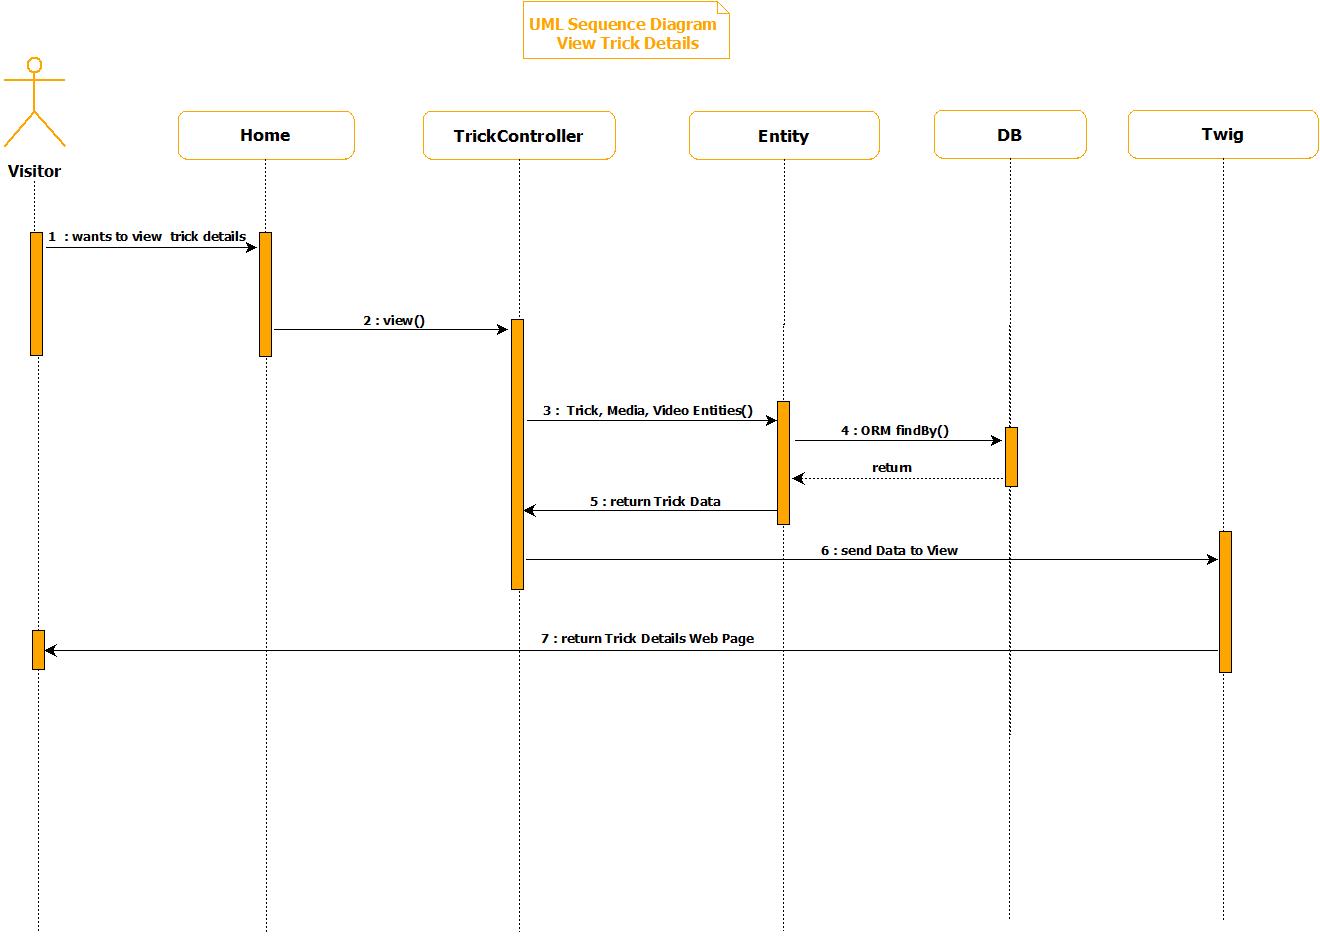 UML Sequence Diagram
View Trick Details
Visitor
Home
TrickController
Entity
DB
Twig
1 : wants to view trick details
2 : view()
3 : Trick, Media, Video Entities()
4 : ORM findBy()
return
5 : return Trick Data
6 : send Data to View
7 : return Trick Details Web Page